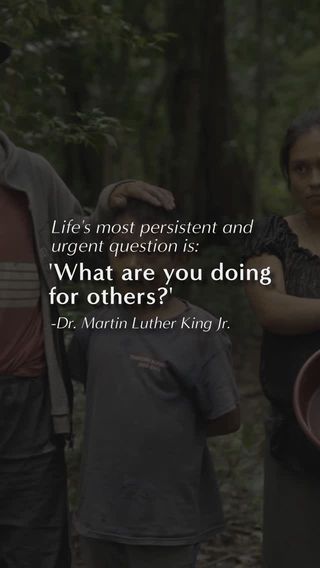 Life's most persistent and
urgent question is:
'What are you doing
for others?'
-Dr. Martin Luther King Jr.